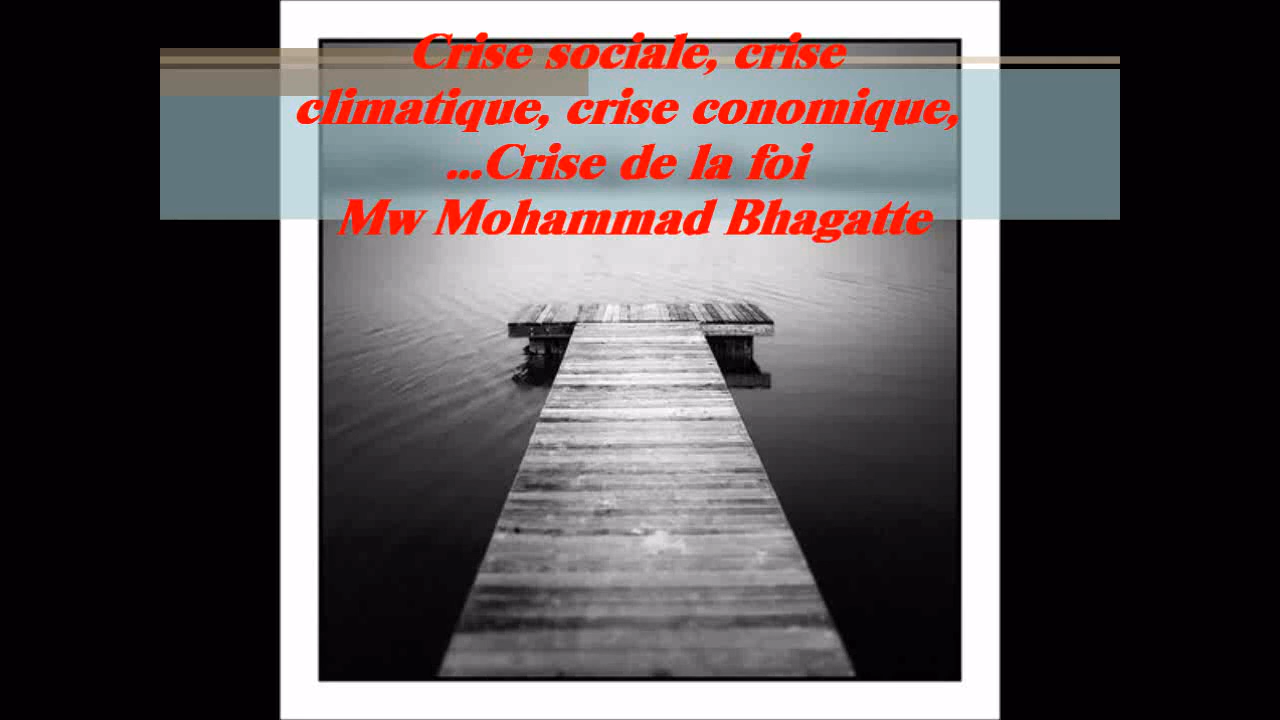 Crise sociale, crise
climatique, crise conomique,
...Crise de la foi
Mw Mohammad Bhagatte